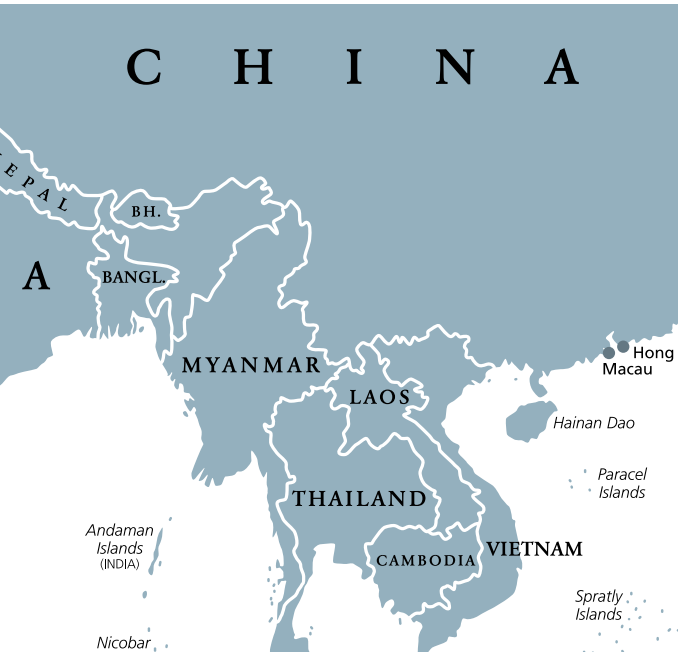 CHINA
EPAL
BH.
A
BANGL.
Hong
MYANMAR
Macau
LAOS
Hainan Dao
Paracel
Islands
THAILAND
Andaman
Islands
(INDIA)
VIETNAM
CAMBODIA
Spratly
Islands
Nicobar